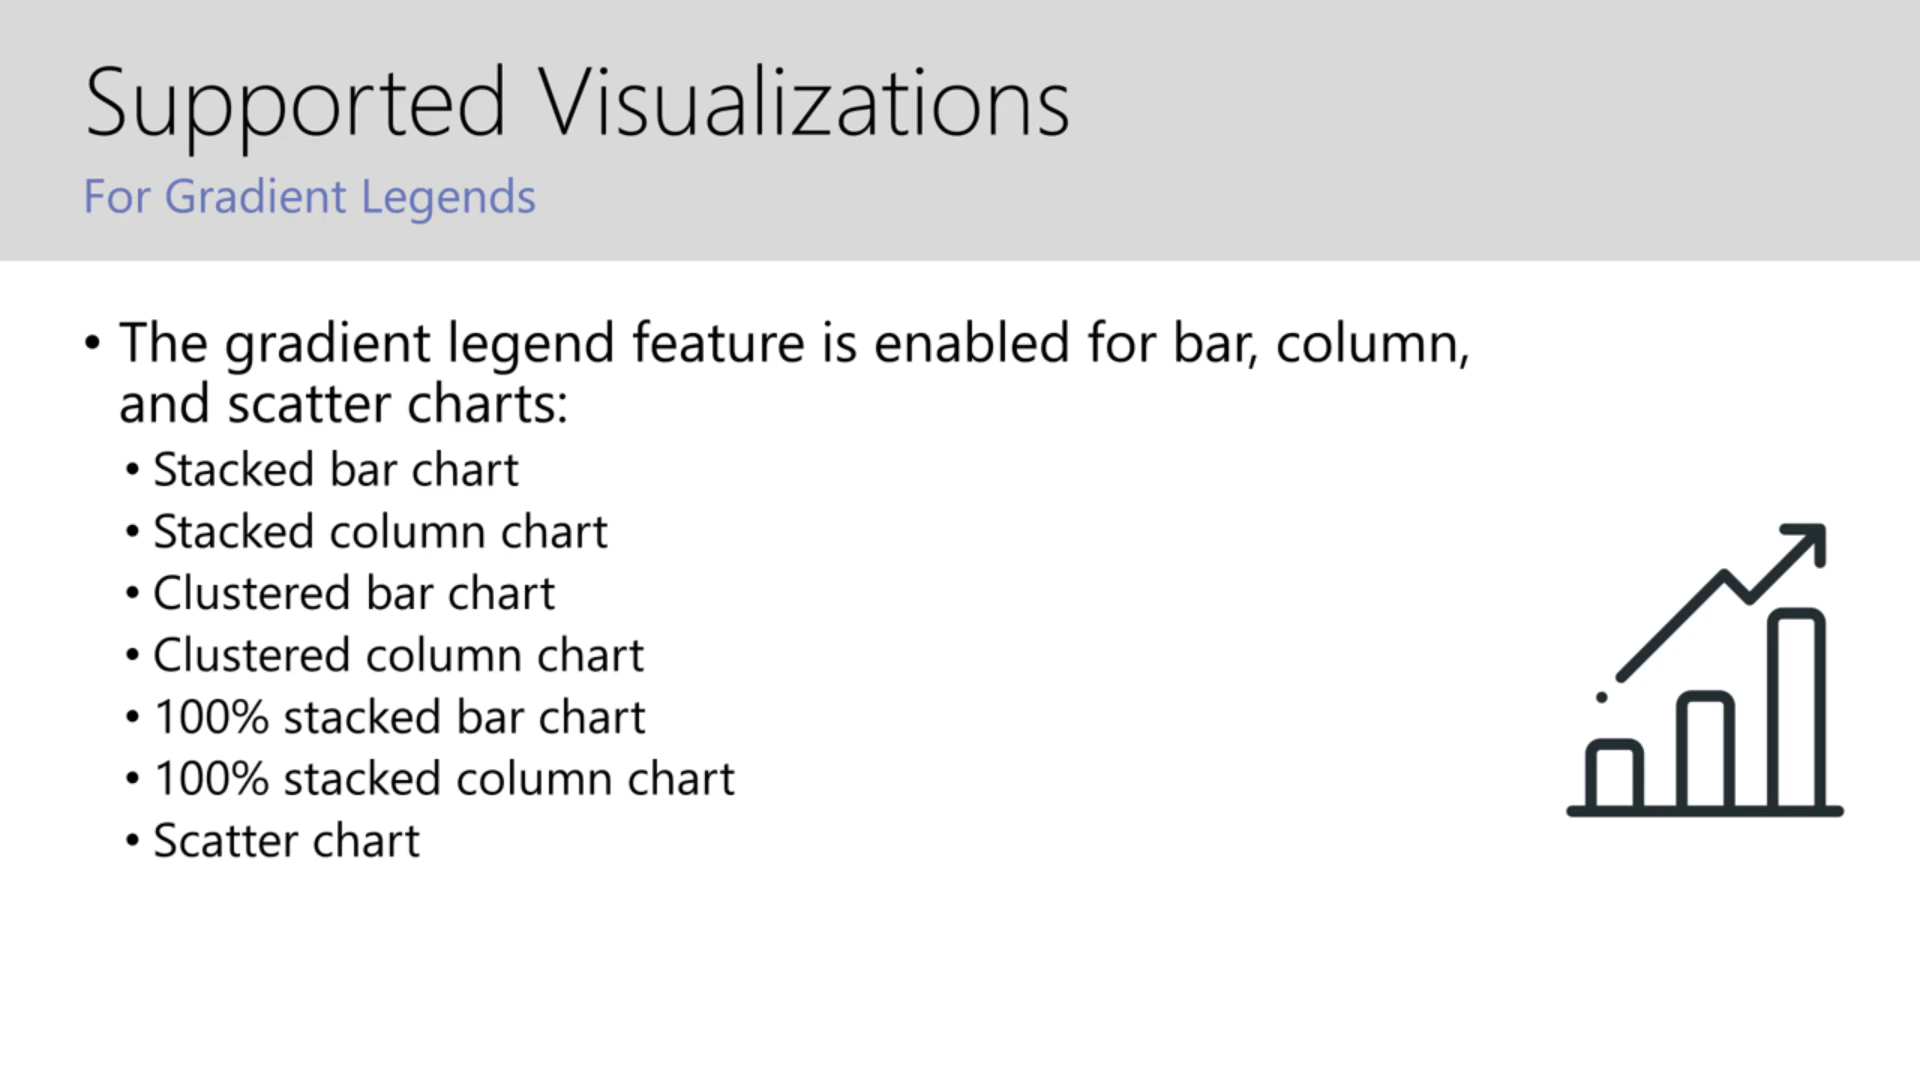 Supported Visualizations
For Gradient Legends
• The gradient legend feature is enabled for bar, column,
and scatter charts:
• Stacked bar chart
• Stacked column chart
• Clustered bar chart
• Clustered column chart
• 100% stacked bar chart
• 100% stacked column chart
• Scatter chart